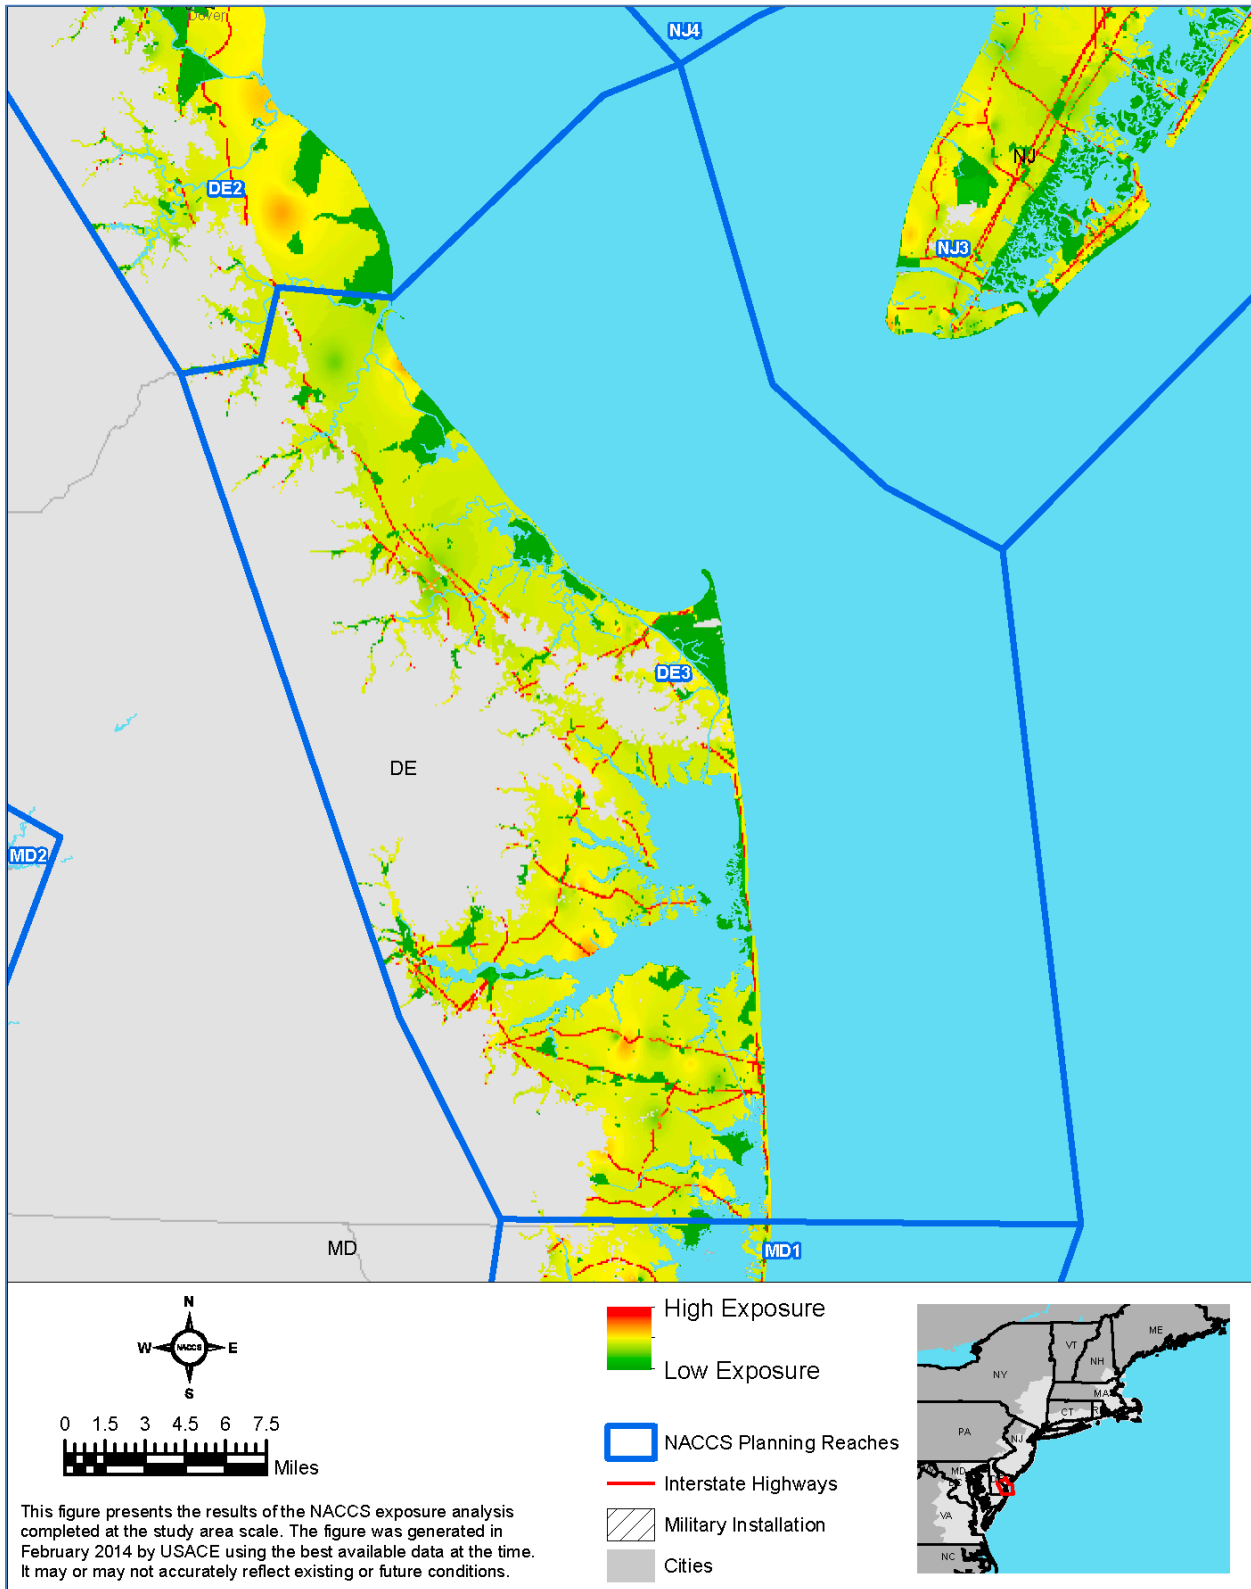 Dover
NJ4
NJ
DE2
NJ3
DE3
DE
MD2
MD
MD1
N
W NACCS E
S
0 1.5 3 4.5 6 7.5
Miles
This figure presents the results of the NACCS exposure analysis
completed at the study area scale. The figure was generated in
February 2014 by USACE using the best available data at the time.
It may or may not accurately reflect existing or future conditions.
High Exposure
Low Exposure
NACCS Planning Reaches
Interstate Highways
Military Installation
Cities
ME
VT
NH
NY
MA
CT
PA
NJ
MD
VA
NC